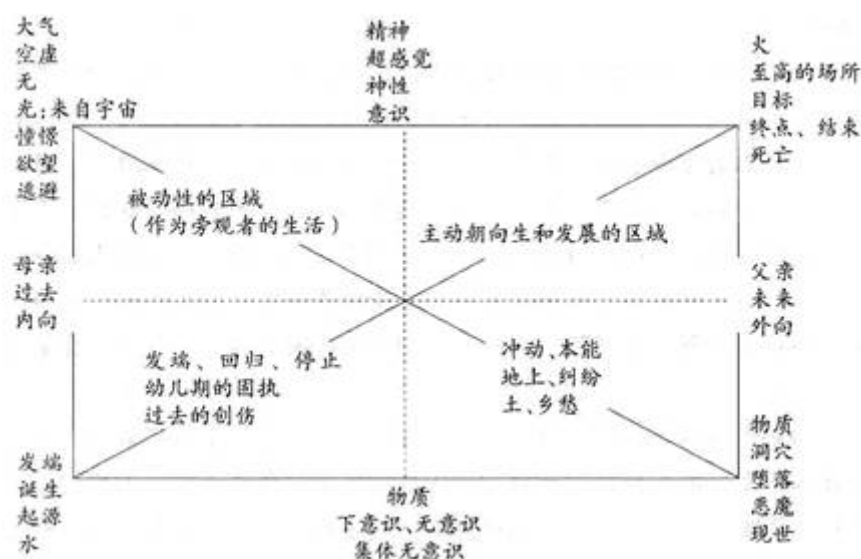 大气
空虚
无
光;来自宇宙
憧憬
欲望
逃避
精神
超感觉
神性
意识
火
至高的场所
目标
终点、结束
死亡
被动性的区域
(作为旁观者的生活)
主动朝向生和发展的区域
母亲
过去
内向
父亲
未来
外向
发端、回归、停止
幼儿期的固执
过去的创伤
冲动、本能
地上、纠纷
土、乡愁
发端
诞生
起源
水
物质
下意识、无意识
集体无意识
物质
洞穴
堕落
恶魔
现世